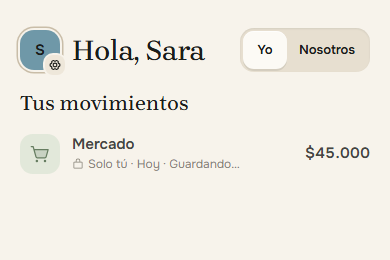 S
Hola, Sara
Yo
Nosotros
Tus movimientos
Mercado
$45.000
Solo tú · Hoy · Guardando...